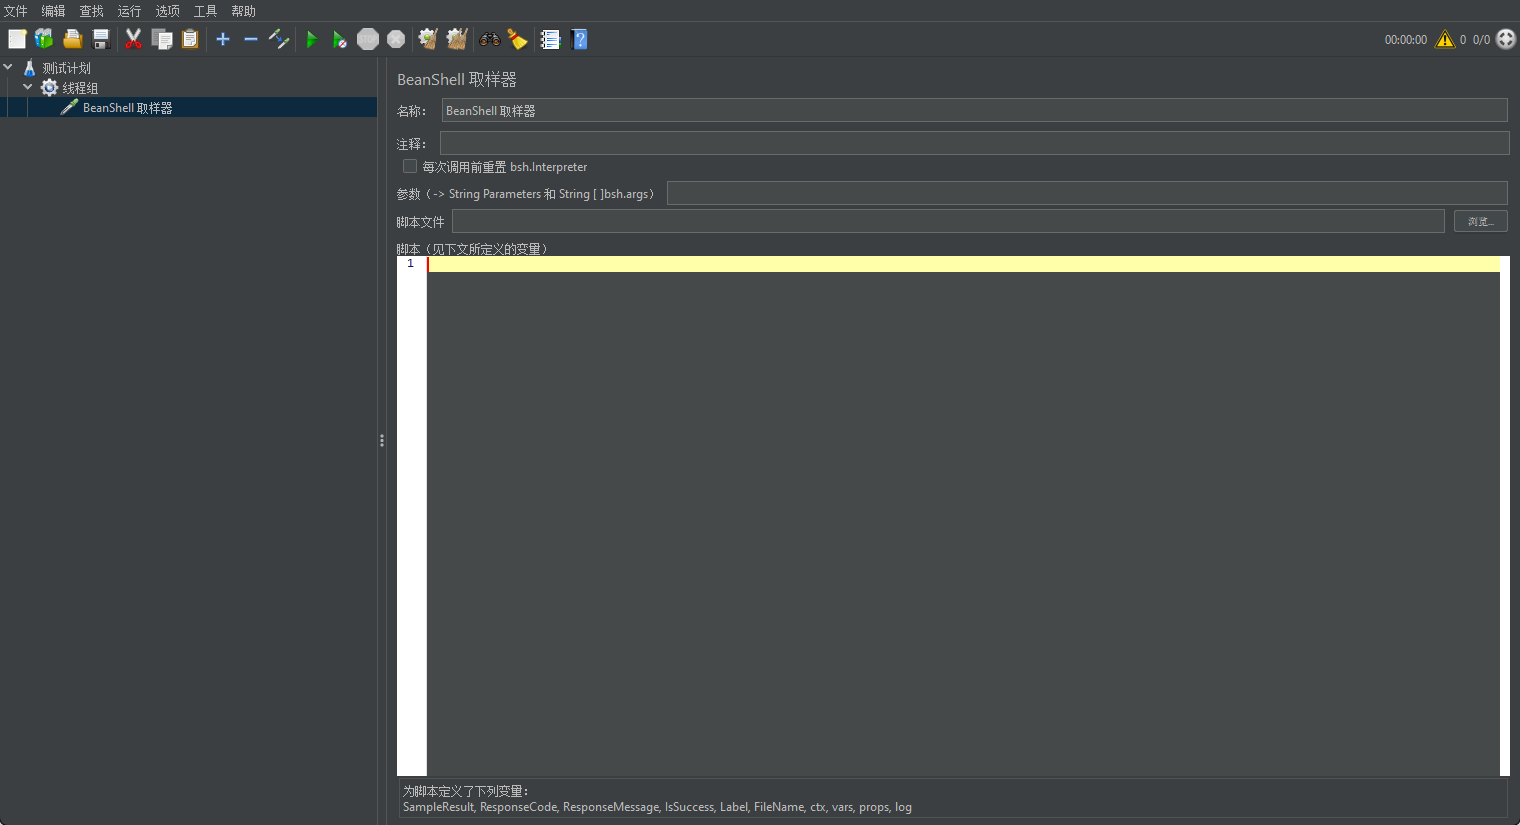 文件 编辑 查找 运行 选项 工具 帮助
00:00:00 0 0/0
测试计划
线程组
BeanShell 取样器
BeanShell 取样器
名称： BeanShell 取样器
注释：
每次调用前重置 bsh.Interpreter
参数（-> String Parameters 和 String [ ]bsh.args）
脚本文件 浏览...
脚本（见下文所定义的变量）
1
为脚本定义了下列变量：
SampleResult, ResponseCode, ResponseMessage, IsSuccess, Label, FileName, ctx, vars, props, log